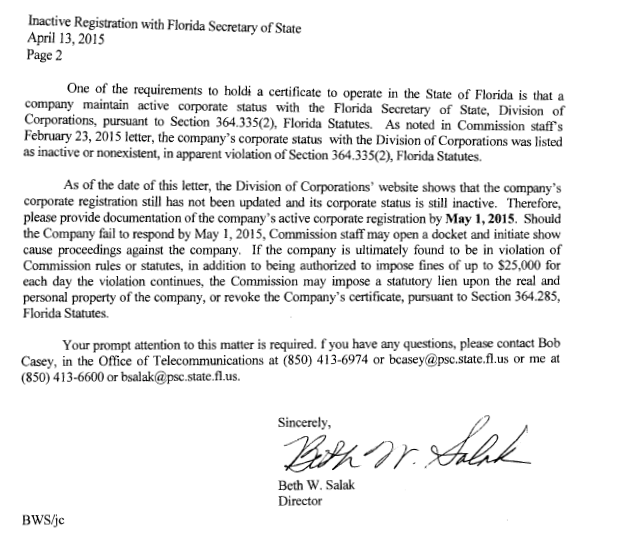 Inactive Registration with Florida Secretary of State
April 13, 2015
Page 2
One of the requirements to holdi a certificate to operate in the State of Florida is that a
company maintain active corporate status with the Florida Secretary of State, Division of
Corporations, pursuant to Section 364.335(2), Florida Statutes. As noted in Commission staff's
February 23, 2015 letter, the company's corporate status with the Division of Corporations was listed
as inactive or nonexistent, in apparent violation of Section 364.335(2), Florida Statutes.
As of the date of this letter, the Division of Corporations' website shows that the company's
corporate registration still has not been updated and its corporate status is still inactive. Therefore,
please provide documentation of the company's active corporate registration by May 1, 2015. Should
the Company fail to respond by May 1, 2015, Commission staff may open a docket and initiate show
cause proceedings against the company. If the company is ultimately found to be in violation of
Commission rules or statutes, in addition to being authorized to impose fines of up to $25,000 for
each day the violation continues, the Commission may impose a statutory lien upon the real and
personal property of the company, or revoke the Company's certificate, pursuant to Section 364.285,
Florida Statutes.
Your prompt attention to this matter is required. f you have any questions, please contact Bob
Casey, in the Office of Telecommunications at (850) 413-6974 or bcasey@psc.state.fl.us or me at
(850) 413-6600 or bsalak@psc.state.fl.us.
Sincerely,
Beth W. Salak
Beth W. Salak
Director
BWS/jc